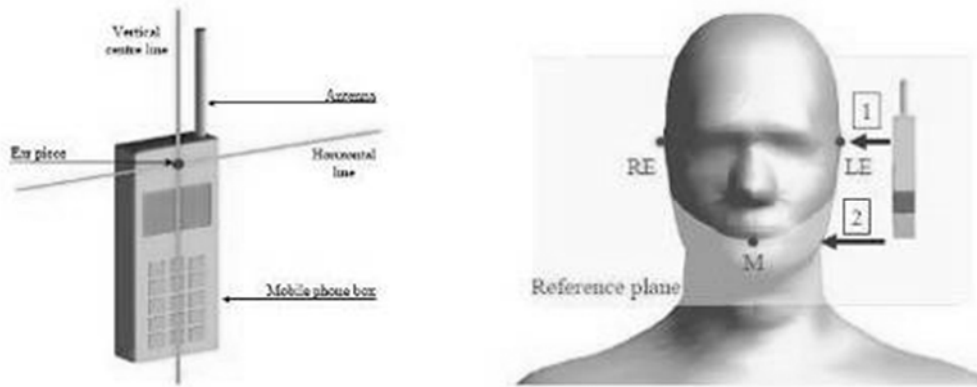 Vertical
centre line
Antenna
Ear piece
Horizontal
line
Mobile phone box
1
RE
LE
2
M
Reference plane